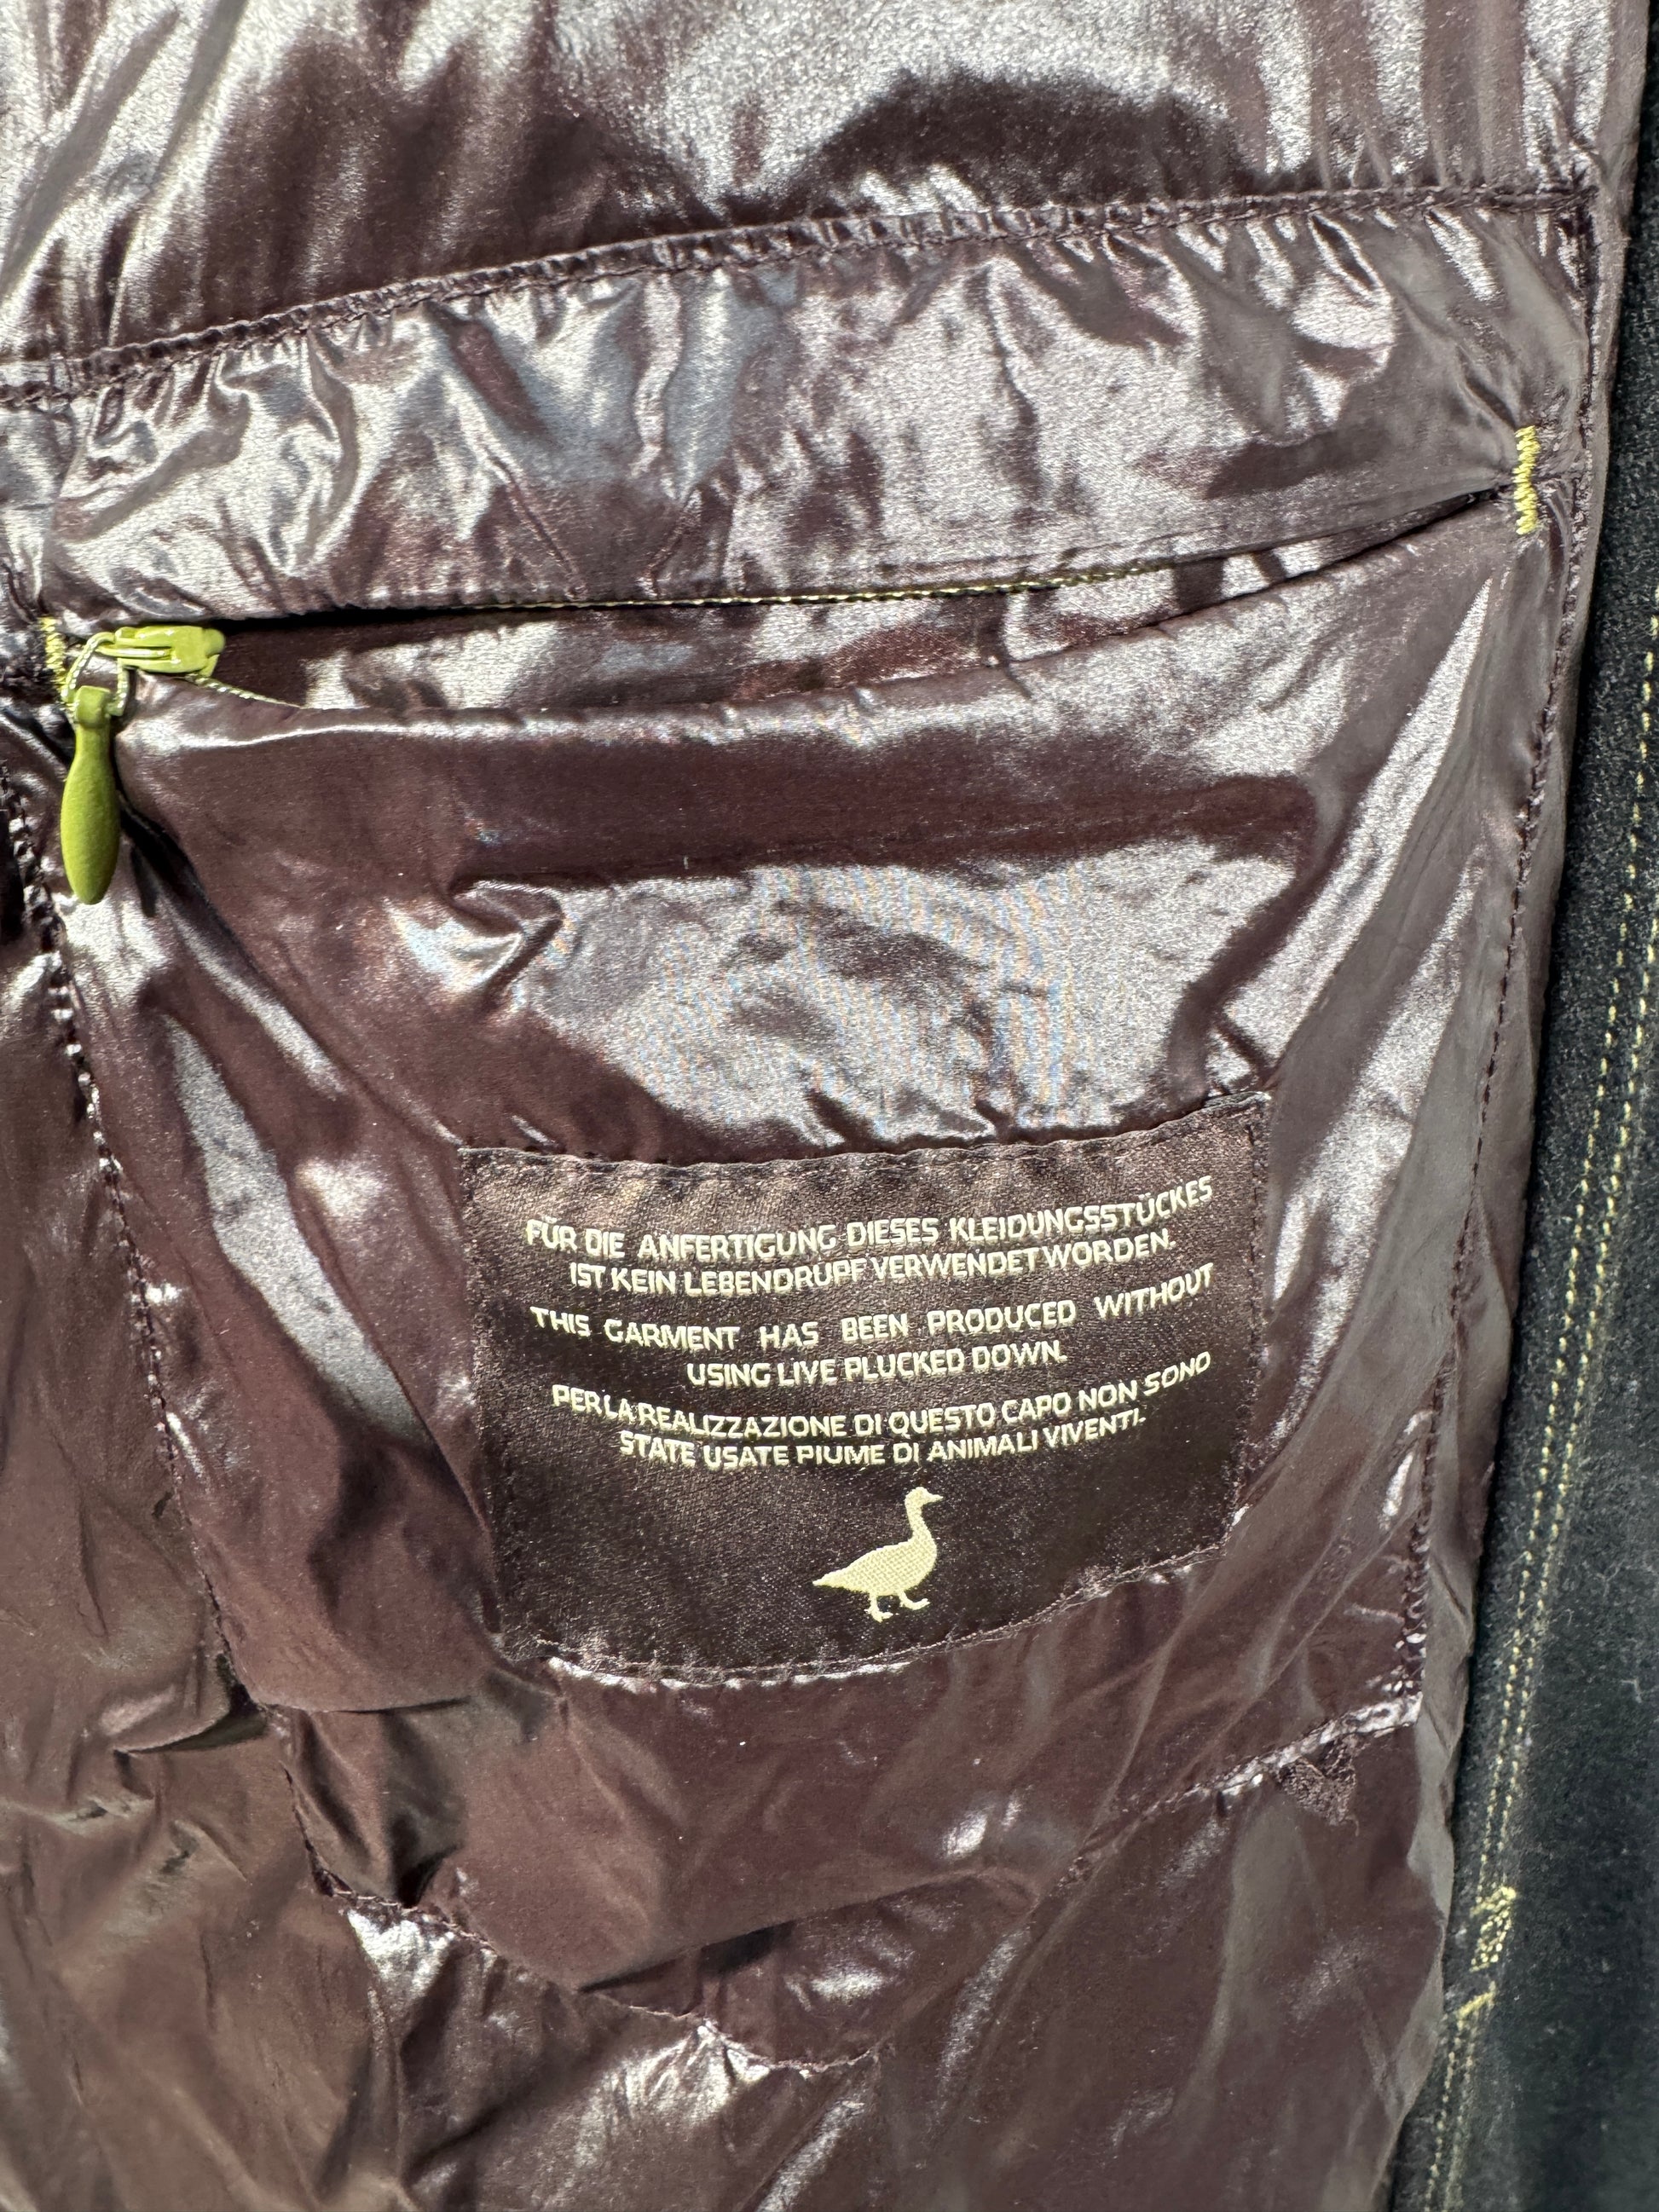 FÜR DIE ANFERTIGUNG DIESES KLEIDUNGSSTÜCKES
IST KEIN LEBENDRUPF VERWENDET WORDEN.
THIS GARMENT HAS BEEN PRODUCED WITHOUT
USING LIVE PLUCKED DOWN.
PER LA REALIZZAZIONE DI QUESTO CAPO NON SONO
STATE USATE PIUME DI ANIMALI VIVENTI.